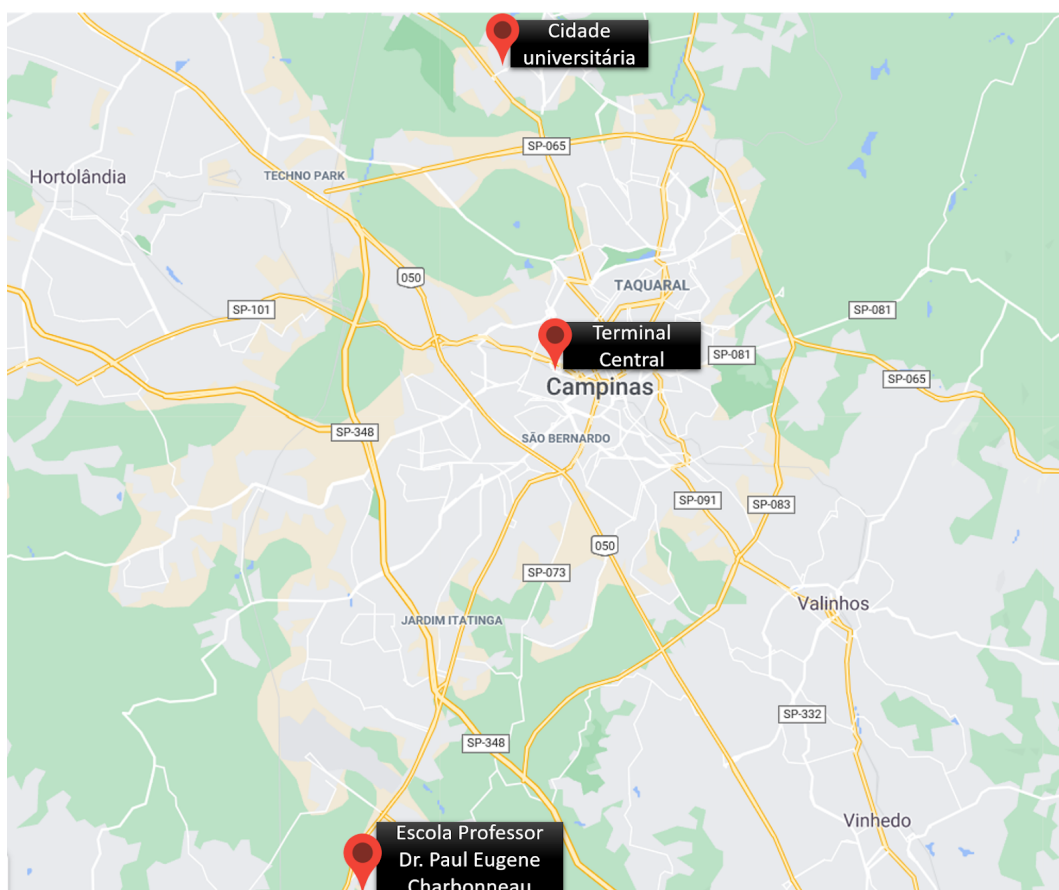 Cidade
universitária
SP-065
Hortolândia
TECHNO PARK
050
TAQUARAL
SP-101
SP-081
Terminal
Central
SP-081
SP-065
Campinas
SP-348
SÃO BERNARDO
SP-091
SP-083
050
SP-073
Valinhos
JARDIM ITATINGA
SP-332
SP-348
Vinhedo
Escola Professor
Dr. Paul Eugene
Charbonneau